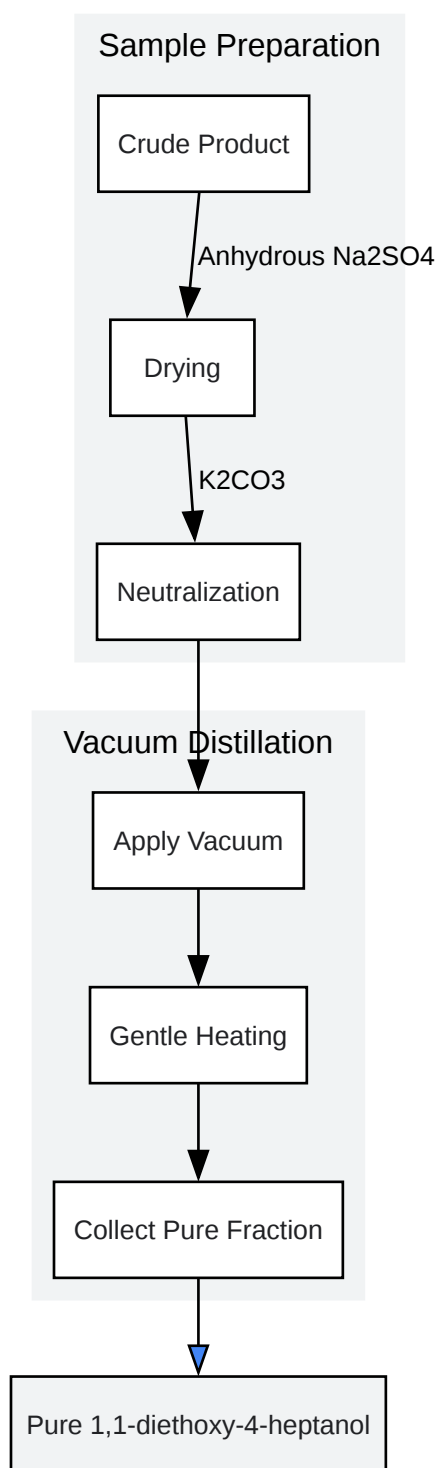 Sample Preparation
Crude Product
Anhydrous Na2SO4
Drying
K2CO3
Neutralization
Vacuum Distillation
Apply Vacuum
Gentle Heating
Collect Pure Fraction
Pure 1,1-diethoxy-4-heptanol